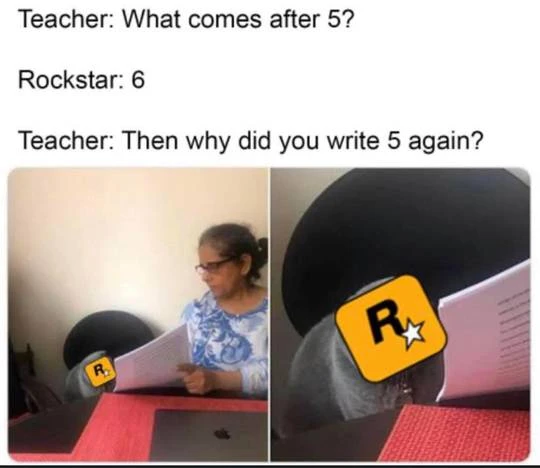 Teacher: What comes after 5?
Rockstar: 6
Teacher: Then why did you write 5 again?
R
R